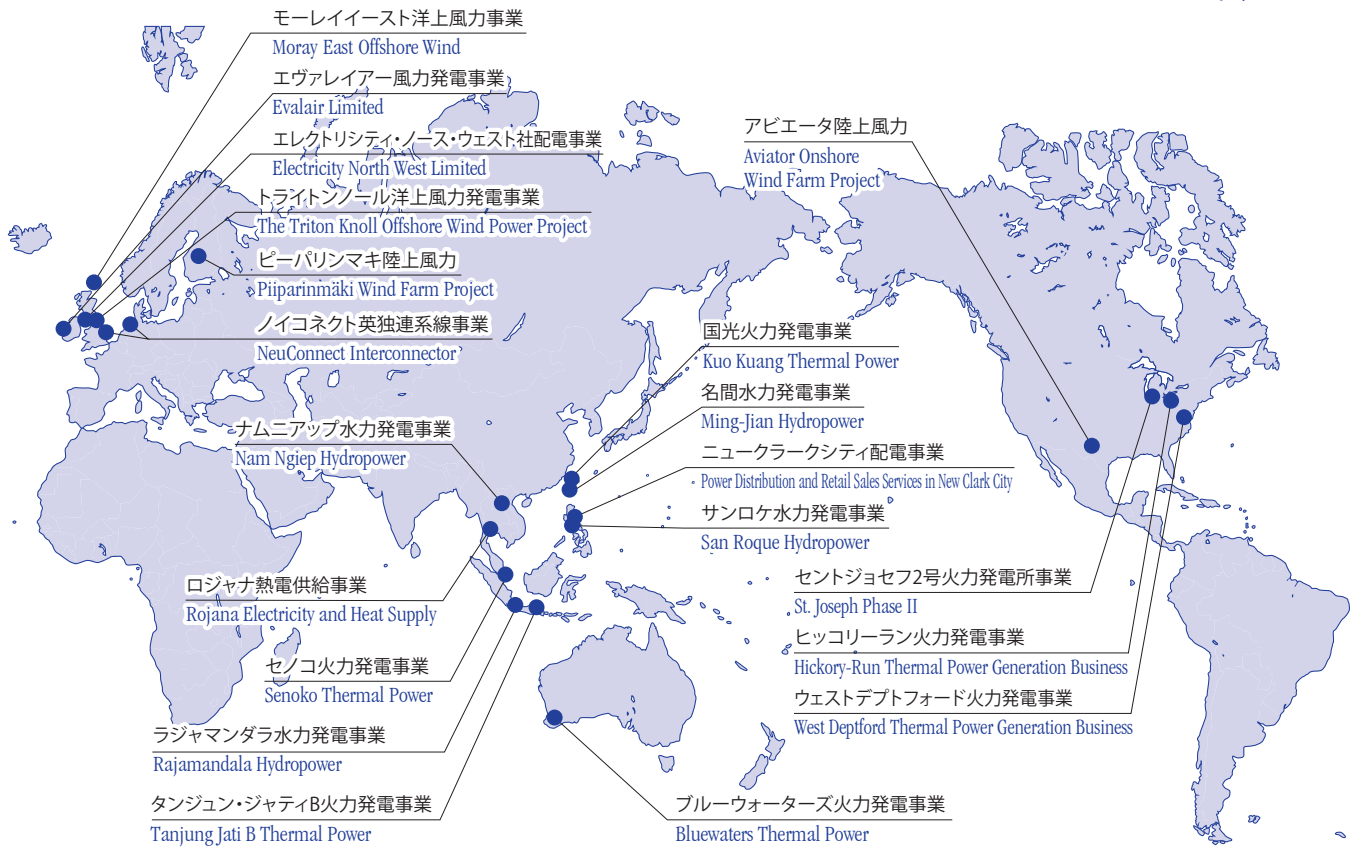 モーレイイースト洋上風力事業
Moray East Offshore Wind
エヴァレイアー風力発電事業
Evalair Limited
エレクトリシティ・ノース・ウェスト社配電事業
Electricity North West Limited
トライトンノール洋上風力発電事業
The Triton Knoll Offshore Wind Power Project
ピーパリンマキ陸上風力
Piiparinmäki Wind Farm Project
ノイコネクト英独連系線事業
NeuConnect Interconnector
アビエータ陸上風力
Aviator Onshore
Wind Farm Project
国光火力発電事業
Kuo Kuang Thermal Power
名間水力発電事業
Ming-Jian Hydropower
ニュークラークシティ配電事業
Power Distribution and Retail Sales Services in New Clark City
サンロケ水力発電事業
San Roque Hydropower
ナムニアップ水力発電事業
Nam Ngiep Hydropower
ロジャナ熱電供給事業
Rojana Electricity and Heat Supply
セノコ火力発電事業
Senoko Thermal Power
ラジャマンダラ水力発電事業
Rajamandala Hydropower
タンジュン・ジャティB火力発電事業
Tanjung Jati B Thermal Power
セントジョセフ2号火力発電所事業
St. Joseph Phase II
ヒッコリーラン火力発電事業
Hickory-Run Thermal Power Generation Business
ウェストデプトフォード火力発電事業
West Deptford Thermal Power Generation Business
ブルーウォーターズ火力発電事業
Bluewaters Thermal Power